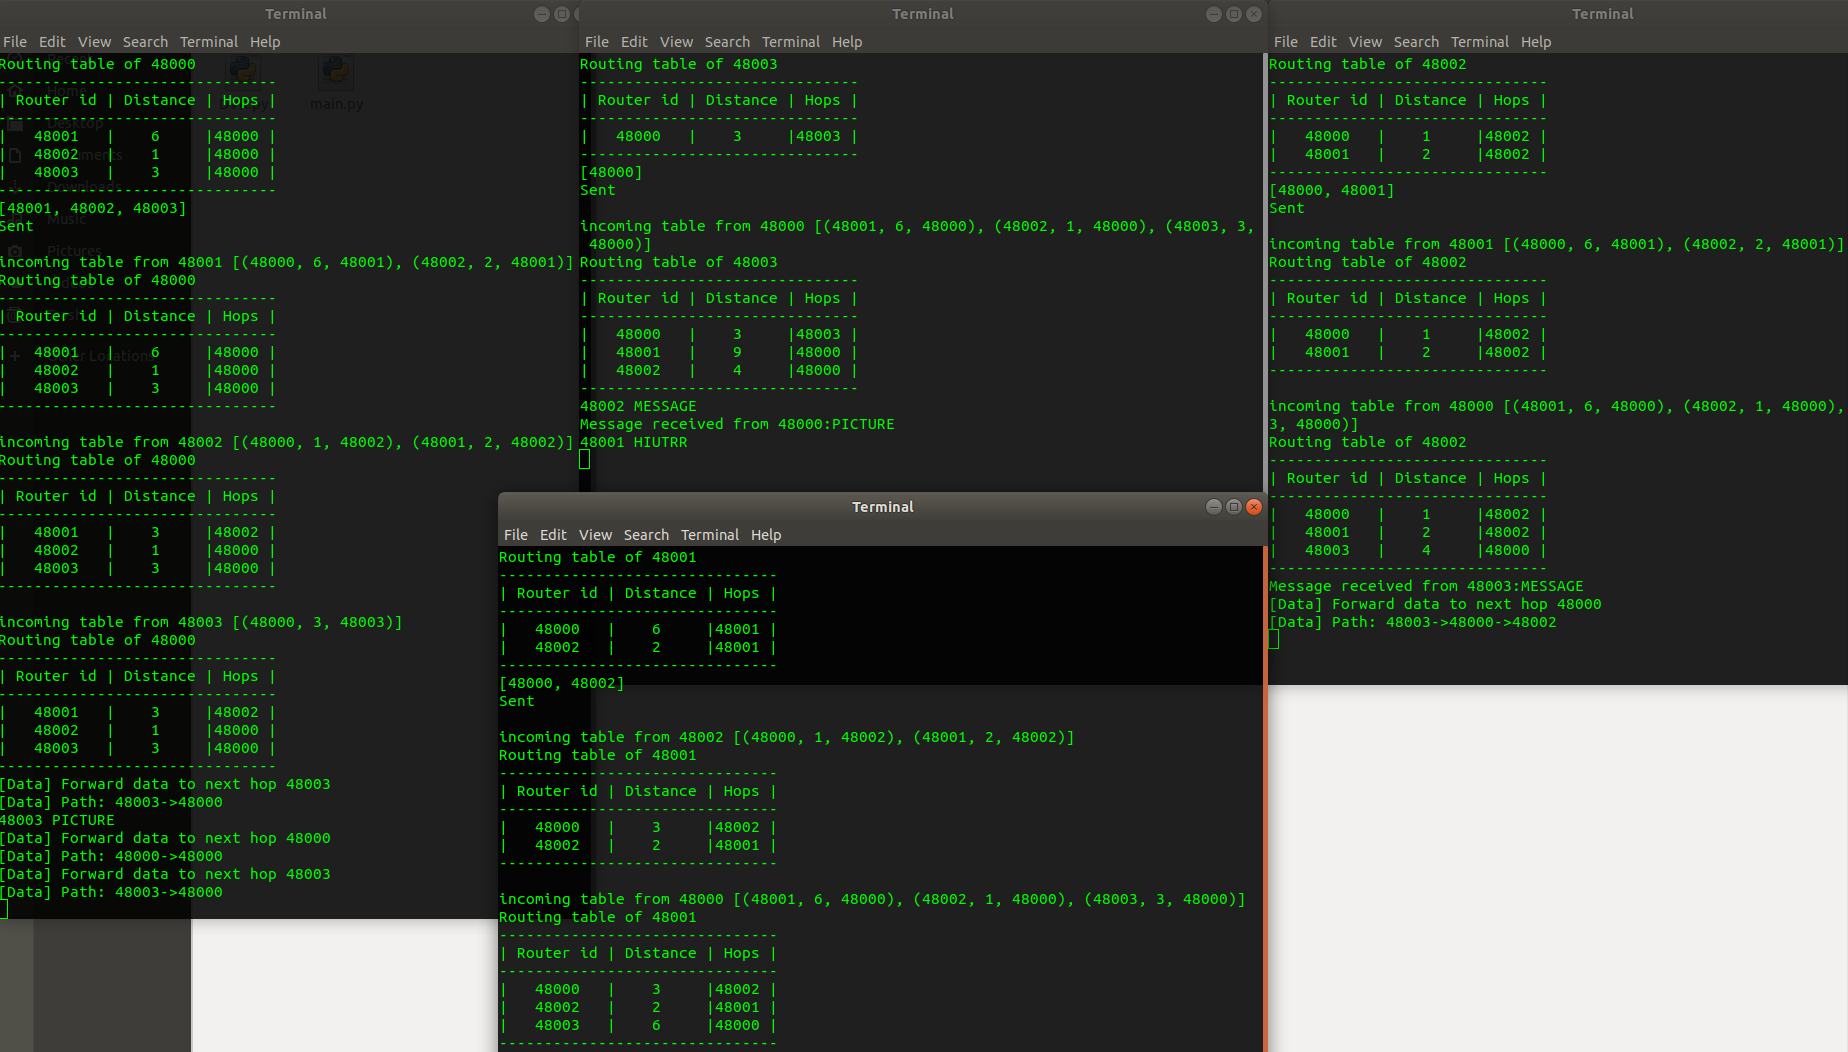 Terminal
File Edit View Search Terminal Help
main.py
Routing table of 48000
-------------------------------
| Router id | Distance | Hops |
-------------------------------
| 48001 | 6 |48000 |
| 48002 | 1 |48000 |
| 48003 | 3 |48000 |
-------------------------------
[48001, 48002, 48003]
Sent
incoming table from 48001 [(48000, 6, 48001), (48002, 2, 48001)]
Routing table of 48000
-------------------------------
| Router id | Distance | Hops |
-------------------------------
| 48001 | 6 |48000 |
| 48002 | 1 |48000 |
| 48003 | 3 |48000 |
-------------------------------
incoming table from 48002 [(48000, 1, 48002), (48001, 2, 48002)]
Routing table of 48000
-------------------------------
| Router id | Distance | Hops |
-------------------------------
| 48001 | 3 |48002 |
| 48002 | 1 |48000 |
| 48003 | 3 |48000 |
-------------------------------
incoming table from 48003 [(48000, 3, 48003)]
Routing table of 48000
-------------------------------
| Router id | Distance | Hops |
-------------------------------
| 48001 | 3 |48002 |
| 48002 | 1 |48000 |
| 48003 | 3 |48000 |
-------------------------------
[Data] Forward data to next hop 48003
[Data] Path: 48003->48000
48003 PICTURE
[Data] Forward data to next hop 48000
[Data] Path: 48000->48000
[Data] Forward data to next hop 48003
[Data] Path: 48003->48000
Home
Desktop
Downloads
Music
Pictures
Terminal
File Edit View Search Terminal Help
Routing table of 48003
-------------------------------
| Router id | Distance | Hops |
-------------------------------
| 48000 | 3 |48003 |
-------------------------------
[48000]
Sent
incoming table from 48000 [(48001, 6, 48000), (48002, 1, 48000), (48003, 3,
48000)]
Routing table of 48003
-------------------------------
| Router id | Distance | Hops |
-------------------------------
| 48000 | 3 |48003 |
| 48001 | 9 |48000 |
| 48002 | 4 |48000 |
-------------------------------
48002 MESSAGE
Message received from 48000:PICTURE
48001 HIUTRR
Terminal
File Edit View Search Terminal Help
Routing table of 48002
-------------------------------
| Router id | Distance | Hops |
-------------------------------
| 48000 | 1 |48002 |
| 48001 | 2 |48002 |
-------------------------------
[48000, 48001]
Sent
incoming table from 48001 [(48000, 6, 48001), (48002, 2, 48001)]
Routing table of 48002
-------------------------------
| Router id | Distance | Hops |
-------------------------------
| 48000 | 1 |48002 |
| 48001 | 2 |48002 |
-------------------------------
incoming table from 48000 [(48001, 6, 48000), (48002, 1, 48000),
3, 48000)]
Routing table of 48002
-------------------------------
| Router id | Distance | Hops |
-------------------------------
| 48000 | 1 |48002 |
| 48001 | 2 |48002 |
| 48003 | 4 |48000 |
-------------------------------
Message received from 48003:MESSAGE
[Data] Forward data to next hop 48000
[Data] Path: 48003->48000->48002
Terminal
File Edit View Search Terminal Help
Routing table of 48001
-------------------------------
| Router id | Distance | Hops |
-------------------------------
| 48000 | 6 |48001 |
| 48002 | 2 |48001 |
-------------------------------
[48000, 48002]
Sent
incoming table from 48002 [(48000, 1, 48002), (48001, 2, 48002)]
Routing table of 48001
-------------------------------
| Router id | Distance | Hops |
-------------------------------
| 48000 | 3 |48002 |
| 48002 | 2 |48001 |
-------------------------------
incoming table from 48000 [(48001, 6, 48000), (48002, 1, 48000), (48003, 3, 48000)]
Routing table of 48001
-------------------------------
| Router id | Distance | Hops |
-------------------------------
| 48000 | 3 |48002 |
| 48002 | 2 |48001 |
| 48003 | 6 |48000 |
-------------------------------